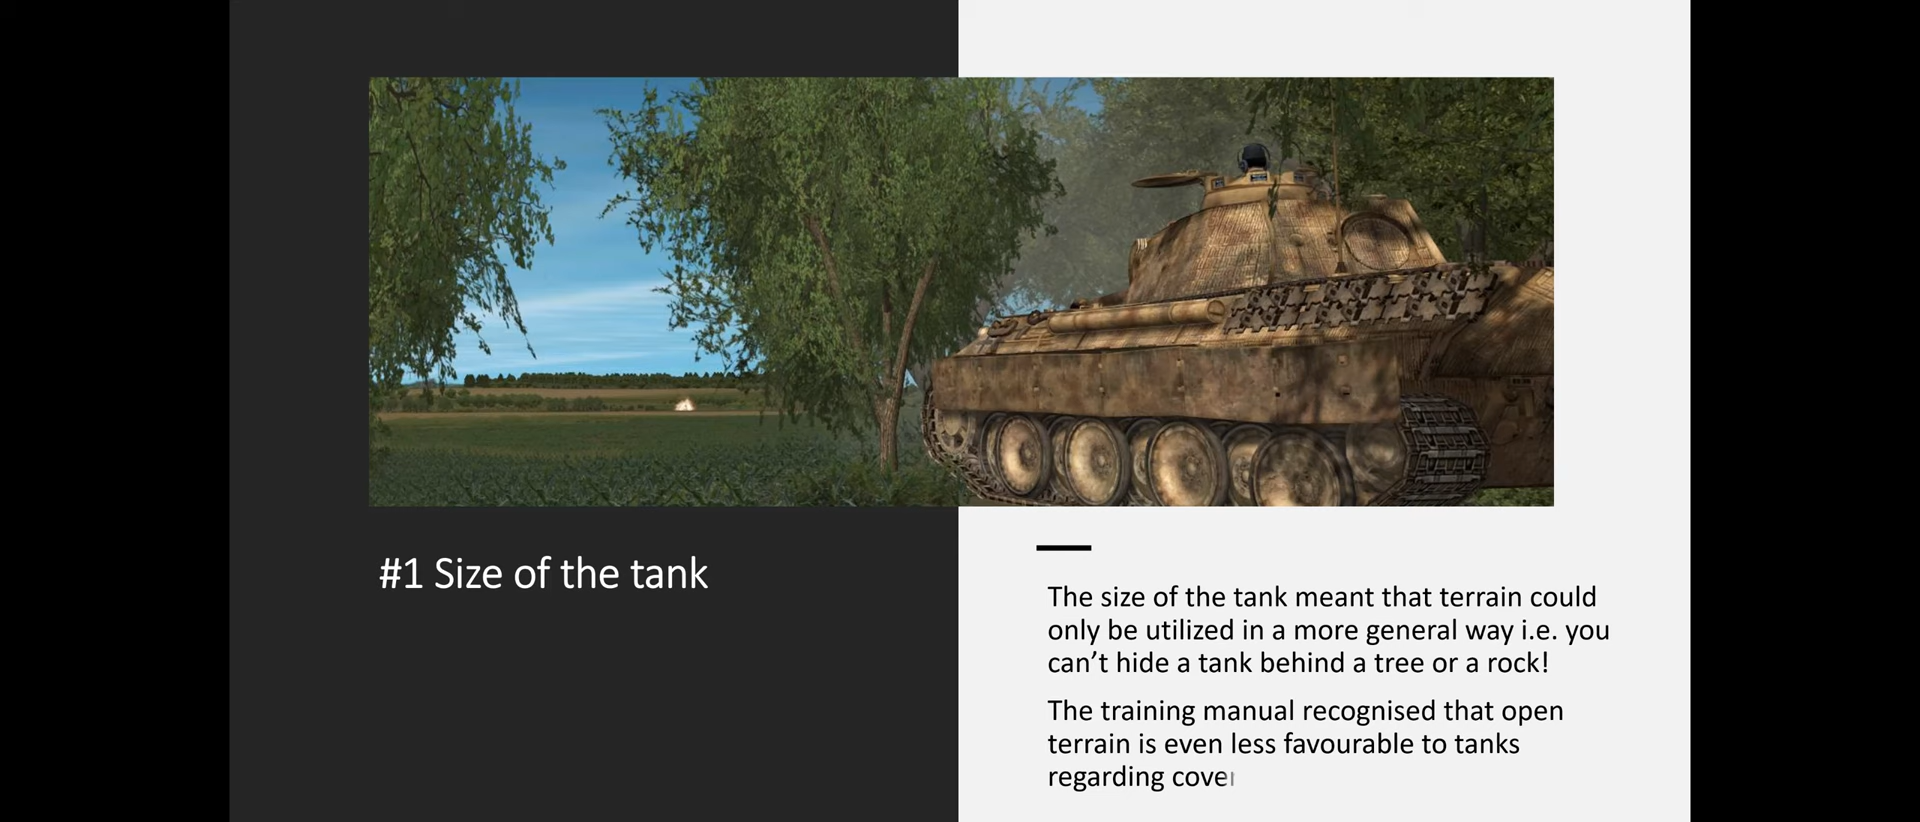 #1 Size of the tank
The size of the tank meant that terrain could
only be utilized in a more general way i.e. you
can’t hide a tank behind a tree or a rock!
The training manual recognised that open
terrain is even less favourable to tanks
regarding cover